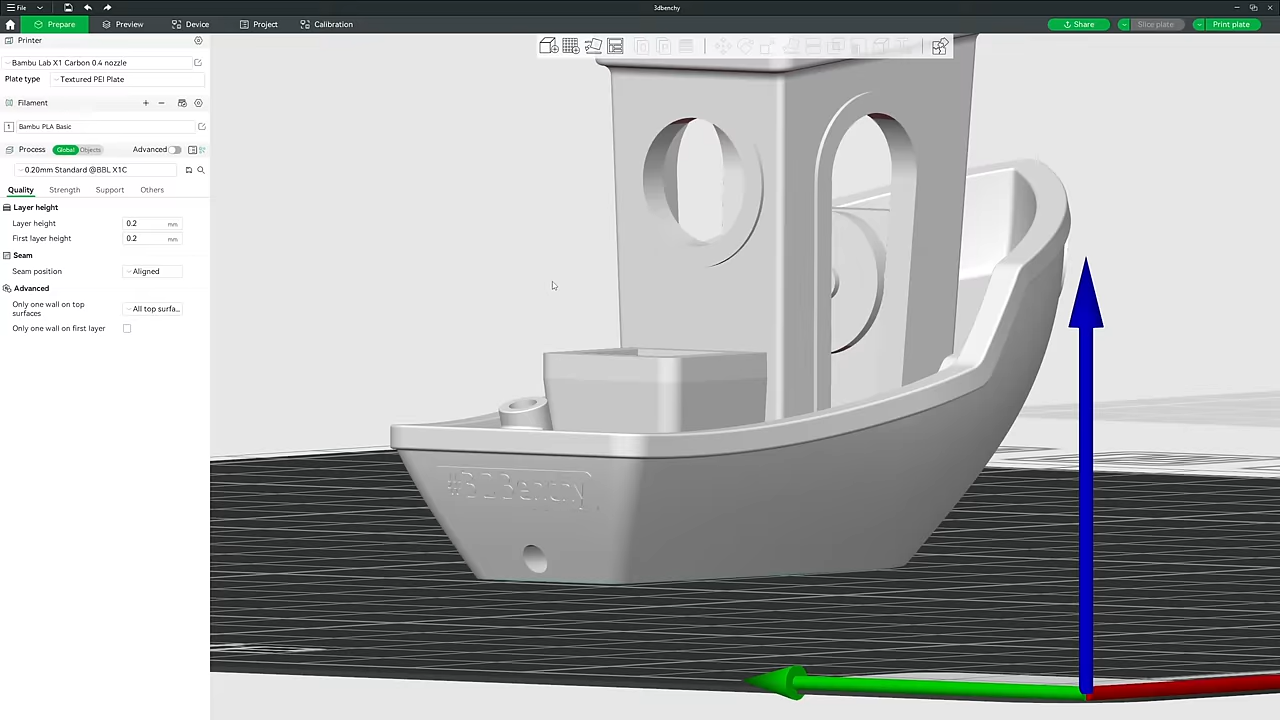 File
3dbenchy
Prepare
Preview
Device
Project
Calibration
Share
Slice plate
Print plate
Printer
Bambu Lab X1 Carbon 0.4 nozzle
Plate type
Textured PEI Plate
Filament
1
Bambu PLA Basic
Process
Global
Objects
Advanced
0.20mm Standard @BBL X1C
Quality
Strength
Support
Others
Layer height
Layer height
0.2
mm
First layer height
0.2
mm
Seam
Seam position
Aligned
Advanced
Only one wall on top
surfaces
All top surfa...
Only one wall on first layer
#3DBenchy